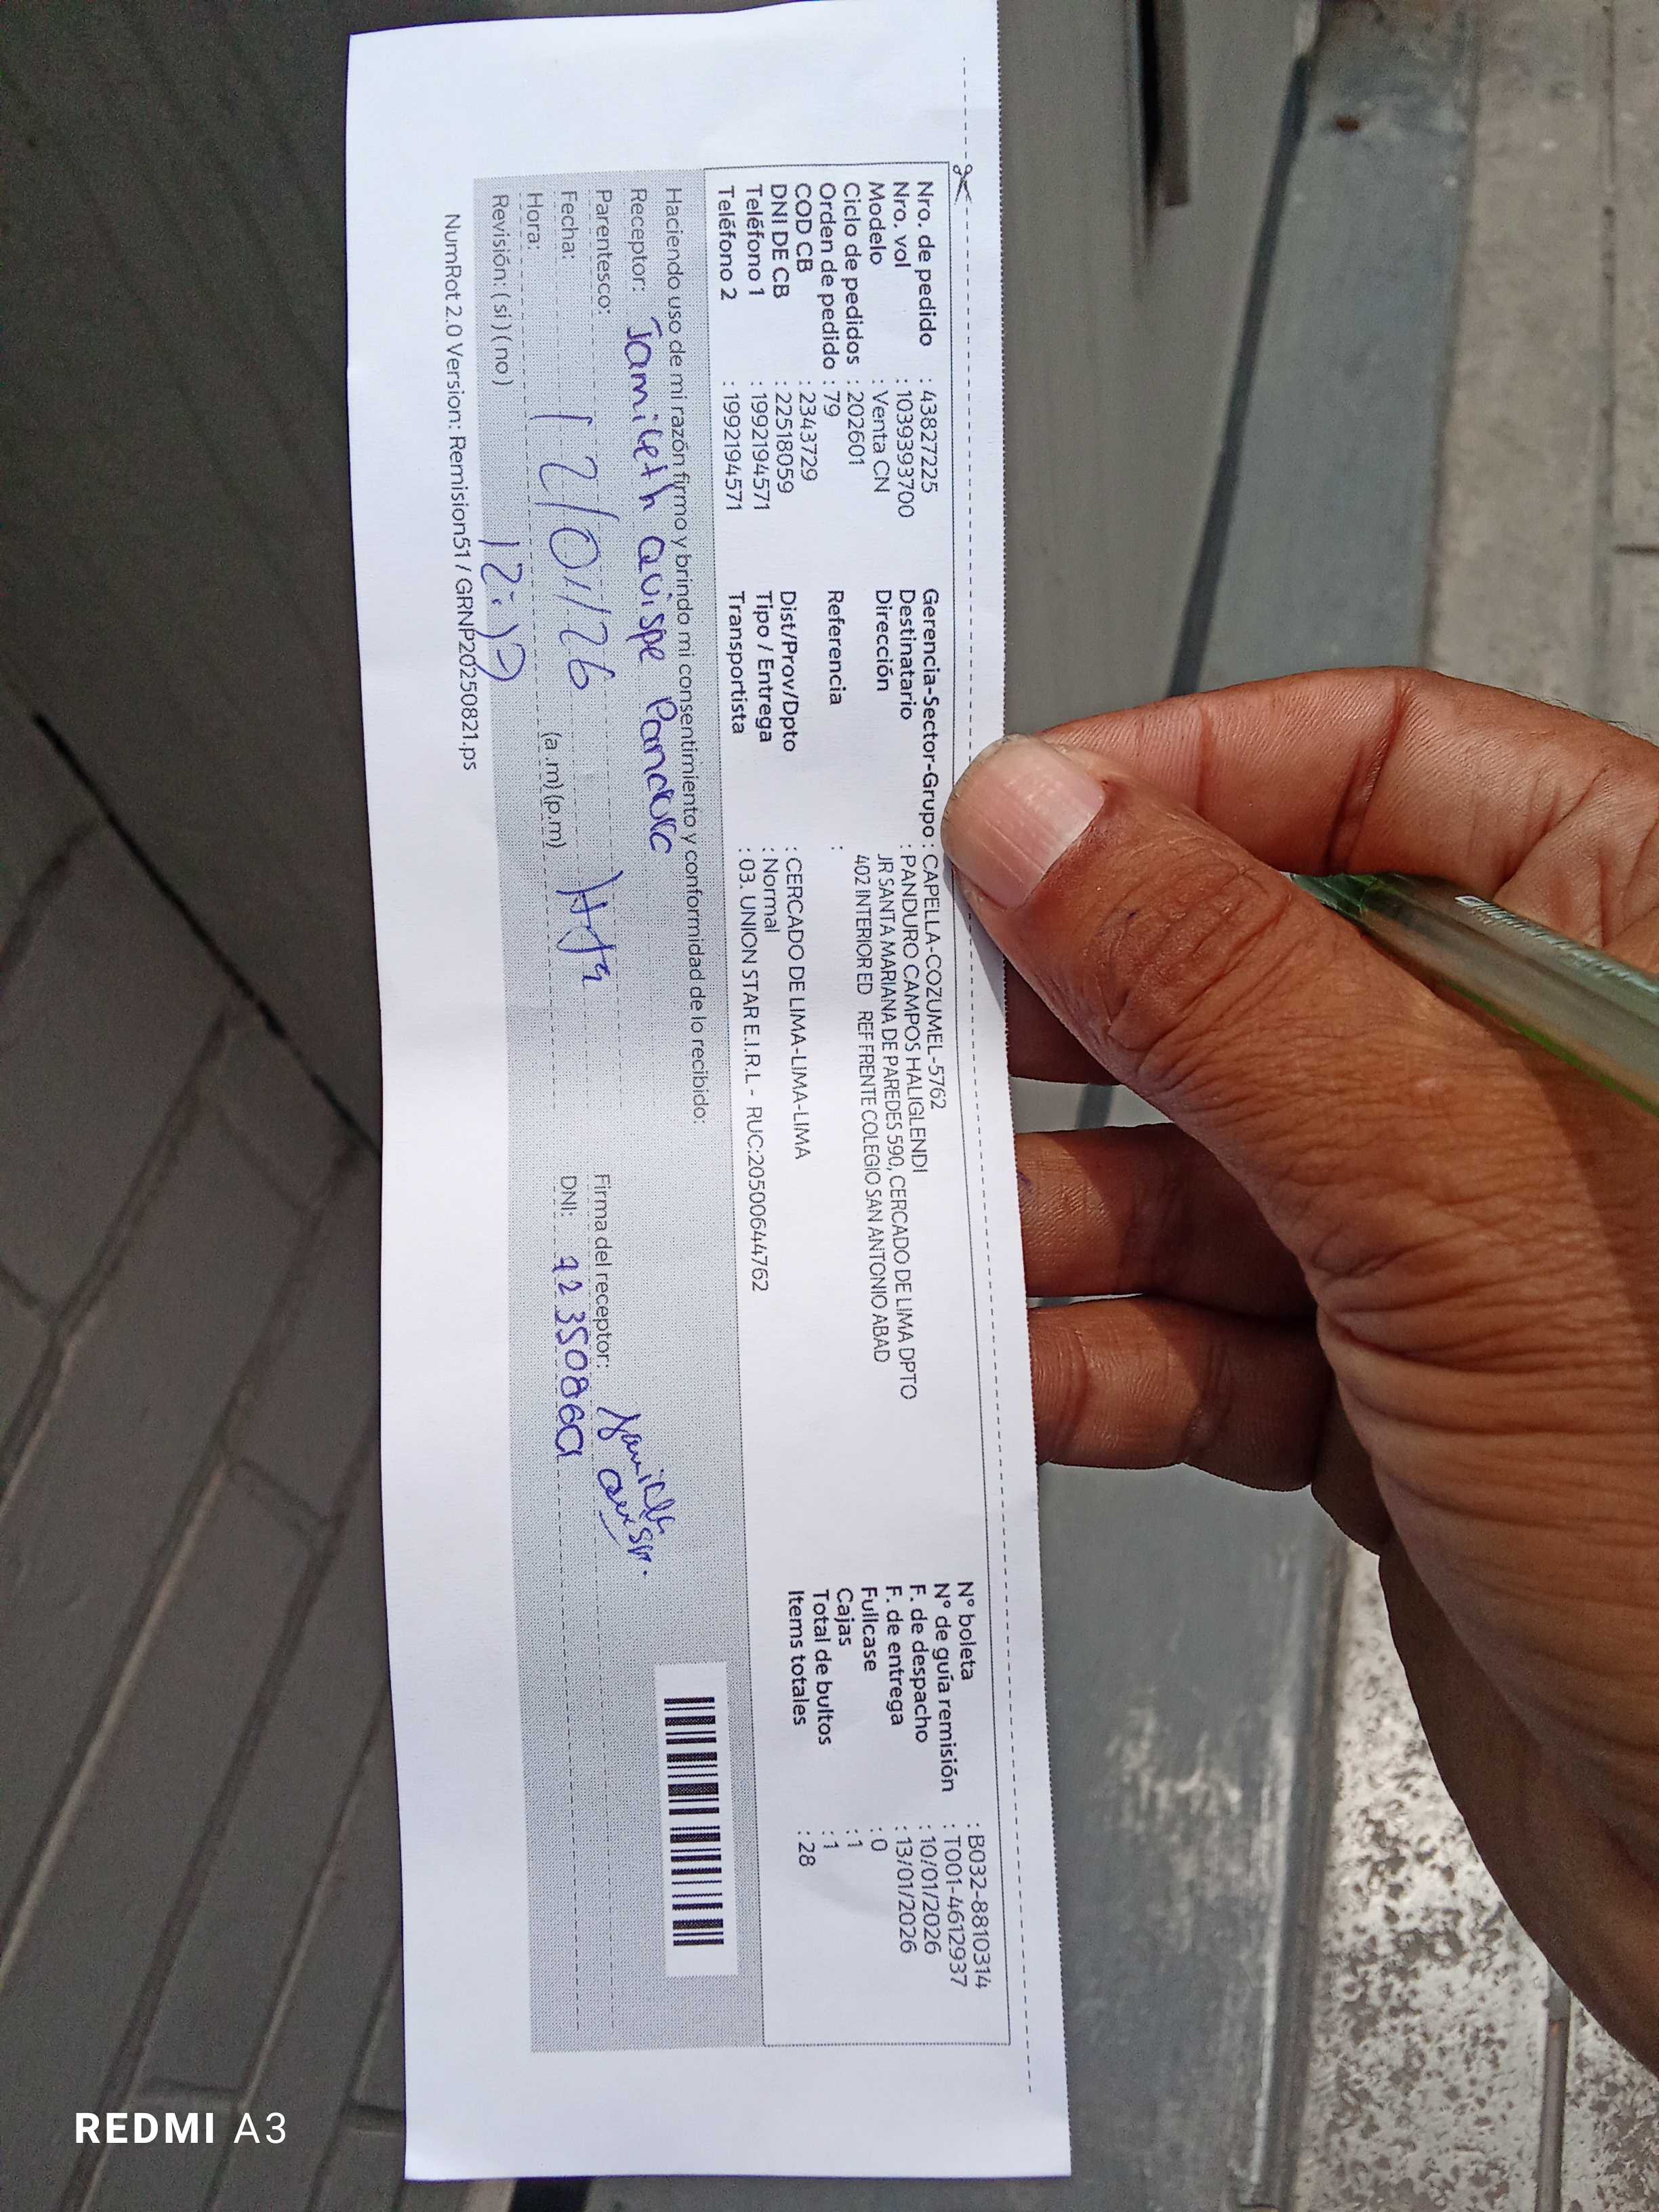 Nro. de pedido : 43827225
Nro. vol : 1039393700
Modelo : Venta CN
Ciclo de pedidos : 202601
Orden de pedido : 79
COD CB : 2343729
DNI DE CB : 22518059
Teléfono 1 : 1992194571
Teléfono 2 : 1992194571
Gerencia-Sector-Grupo : CAPELLA-COZUMEL-5762
Destinatario : PANDURO CAMPOS HALIGLENDI
Dirección JR SANTA MARIANA DE PAREDES 590, CERCADO DE LIMA DPTO
402 INTERIOR ED REF FRENTE COLEGIO SAN ANTONIO ABAD
Referencia :
Dist/Prov/Dpto : CERCADO DE LIMA-LIMA-LIMA
Tipo / Entrega : Normal
Transportista : 03. UNION STAR E.I.R.L - RUC:20500644762
N° boleta : B032-8810314
N° de guía remisión : T001-4612937
F. de despacho : 10/01/2026
F. de entrega : 13/01/2026
Fullcase : 0
Cajas : 1
Total de bultos : 1
Items totales : 28
Haciendo uso de mi razón firmo y brindo mi consentimiento y conformidad de lo recibido:
Receptor: Quispe
Parentesco: Hja
Fecha: 12/01/26
Hora: (a.m) (p.m)
Revisión: (si) (no)
Firma del receptor:
DNI:
NumRot 2.0 Version: Remision51 / GRNP20250821.ps
REDMI A3